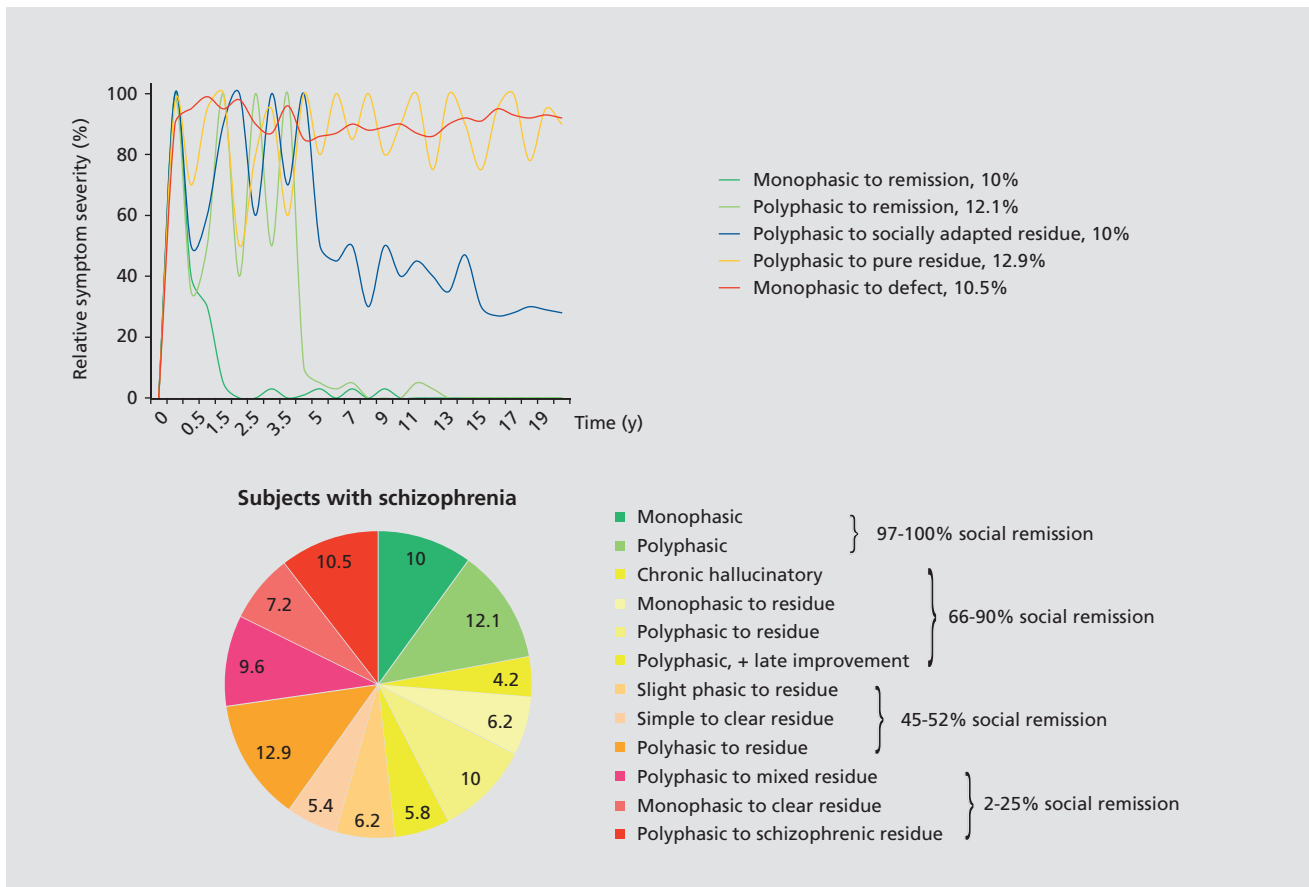 Relative symptom severity (%)
100
80
60
40
20
0
0 0.5 1.5 2.5 3.5 5 7 9 11 13 15 17 19
Time (y)
Monophasic to remission, 10%
Polyphasic to remission, 12.1%
Polyphasic to socially adapted residue, 10%
Polyphasic to pure residue, 12.9%
Monophasic to defect, 10.5%
Subjects with schizophrenia
10
12.1
4.2
6.2
10
5.8
6.2
5.4
12.9
9.6
7.2
10.5
Monophasic
Polyphasic
97-100% social remission
Chronic hallucinatory
Monophasic to residue
Polyphasic to residue
Polyphasic, + late improvement
66-90% social remission
Slight phasic to residue
Simple to clear residue
Polyhasic to residue
45-52% social remission
Polyphasic to mixed residue
Monophasic to clear residue
Polyphasic to schizophrenic residue
2-25% social remission